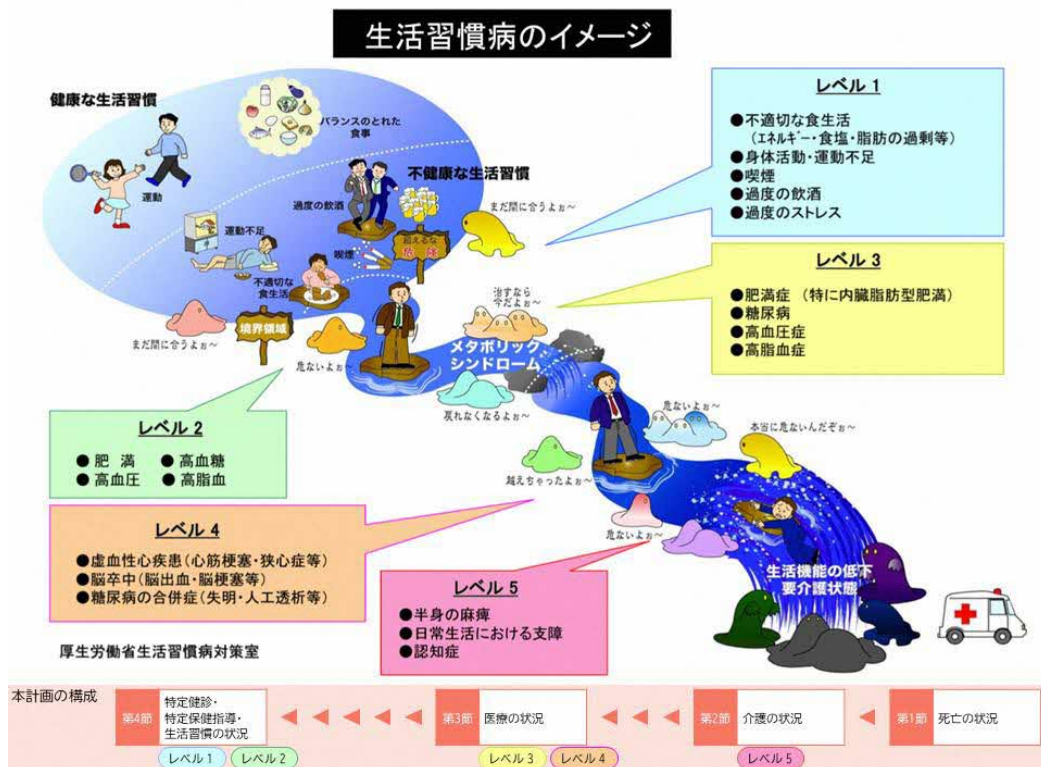 生活習慣病のイメージ
健康な生活習慣
バランスのとれた
食事
運動
不健康な生活習慣
過度の飲酒
運動不足
喫煙
超えるな
危険
不適切な
食生活
境界領域
まだ間に合うよぉ～
まだ間に合うよぉ～
危ないよぉ～
治すなら
今だよぉ～
メタボリック
シンドローム
戻れなくなるよぉ～
危ないよぉ～
本当に危ないんだぞぉ～
越えちゃったよぉ～
危ないよぉ～
生活機能の低下
要介護状態
レベル 1
●不適切な食生活
（エネルギー・食塩・脂肪の過剰等）
●身体活動・運動不足
●喫煙
●過度の飲酒
●過度のストレス
レベル 3
●肥満症 （特に内臓脂肪型肥満）
●糖尿病
●高血圧症
●高脂血症
レベル 2
● 肥 満 ● 高血糖
● 高血圧 ● 高脂血
レベル 4
●虚血性心疾患(心筋梗塞・狭心症等)
●脳卒中(脳出血・脳梗塞等)
●糖尿病の合併症(失明・人工透析等)
レベル 5
●半身の麻痺
●日常生活における支障
●認知症
厚生労働省生活習慣病対策室
本計画の構成
第4節 特定健診・
特定保健指導・
生活習慣の状況
第3節 医療の状況
第2節 介護の状況
第1節 死亡の状況
レベル 1 レベル 2
レベル 3 レベル 4
レベル 5